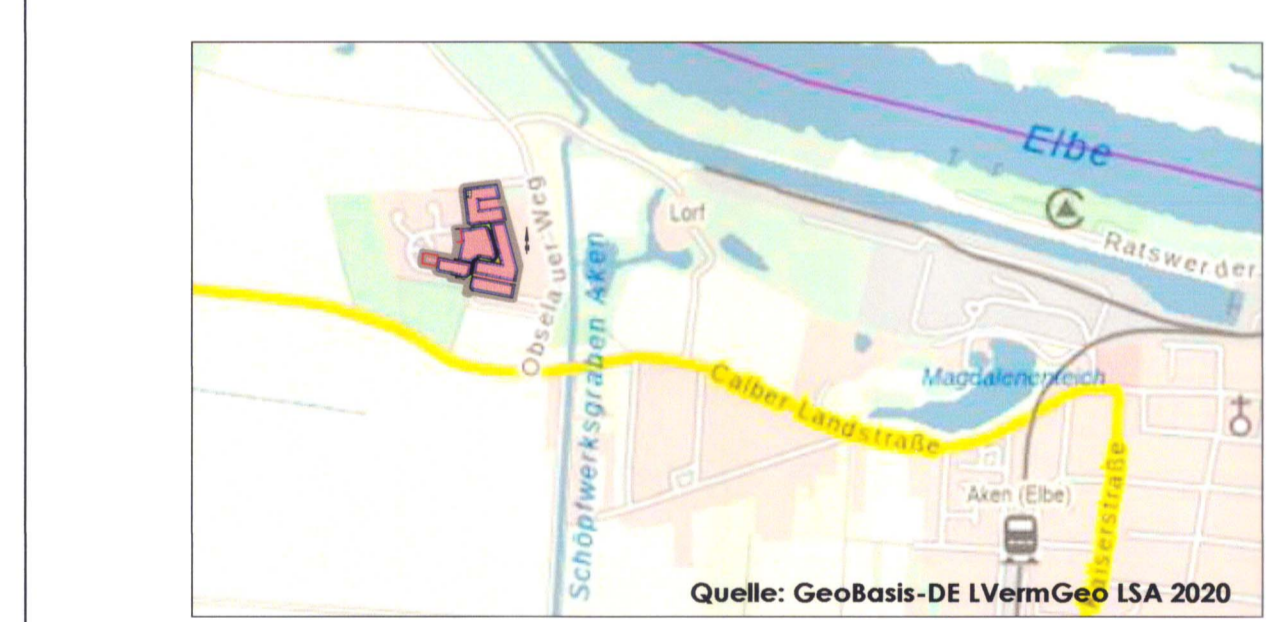 Elbe
Lorf
Ratswerder
Obselauer-Weg
Schöpfwerksgraben Aken
Magdalenenteich
Calber Landstraße
Aken (Elbe)
Kaiserstraße
Quelle: GeoBasis-DE LVermGeo LSA 2020